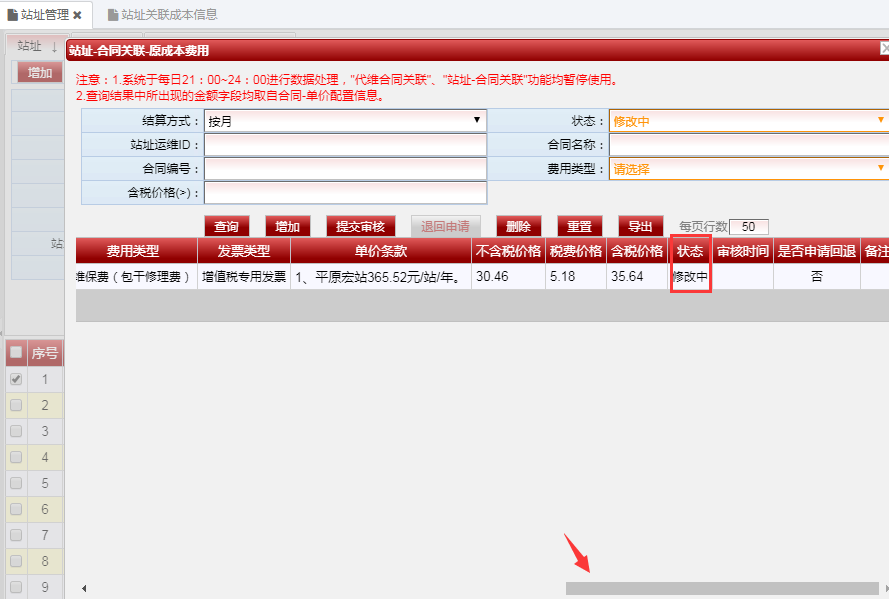 站址管理 ✖ 站址关联成本信息
站址 ↓
站址-合同关联-原成本费用
增加
注意：1.系统于每日21：00~24：00进行数据处理，"代维合同关联"、"站址-合同关联"功能均暂停使用。
2.查询结果中所出现的金额字段均取自合同-单价配置信息。
结算方式： 按月 状态： 修改中
站址运维ID： 合同名称：
合同编号： 费用类型： 请选择
含税价格(>)：
查询 增加 提交审核 退回申请 删除 重置 导出 每页行数 50
站
费用类型 发票类型 单价条款 不含税价格 税费价格 含税价格 状态 审核时间 是否申请回退 备注
维保费（包干修理费） 增值税专用发票 1、平原宏站365.52元/站/年。 30.46 5.18 35.64 修改中 否
序号
1
2
3
4
5
6
7
8
9